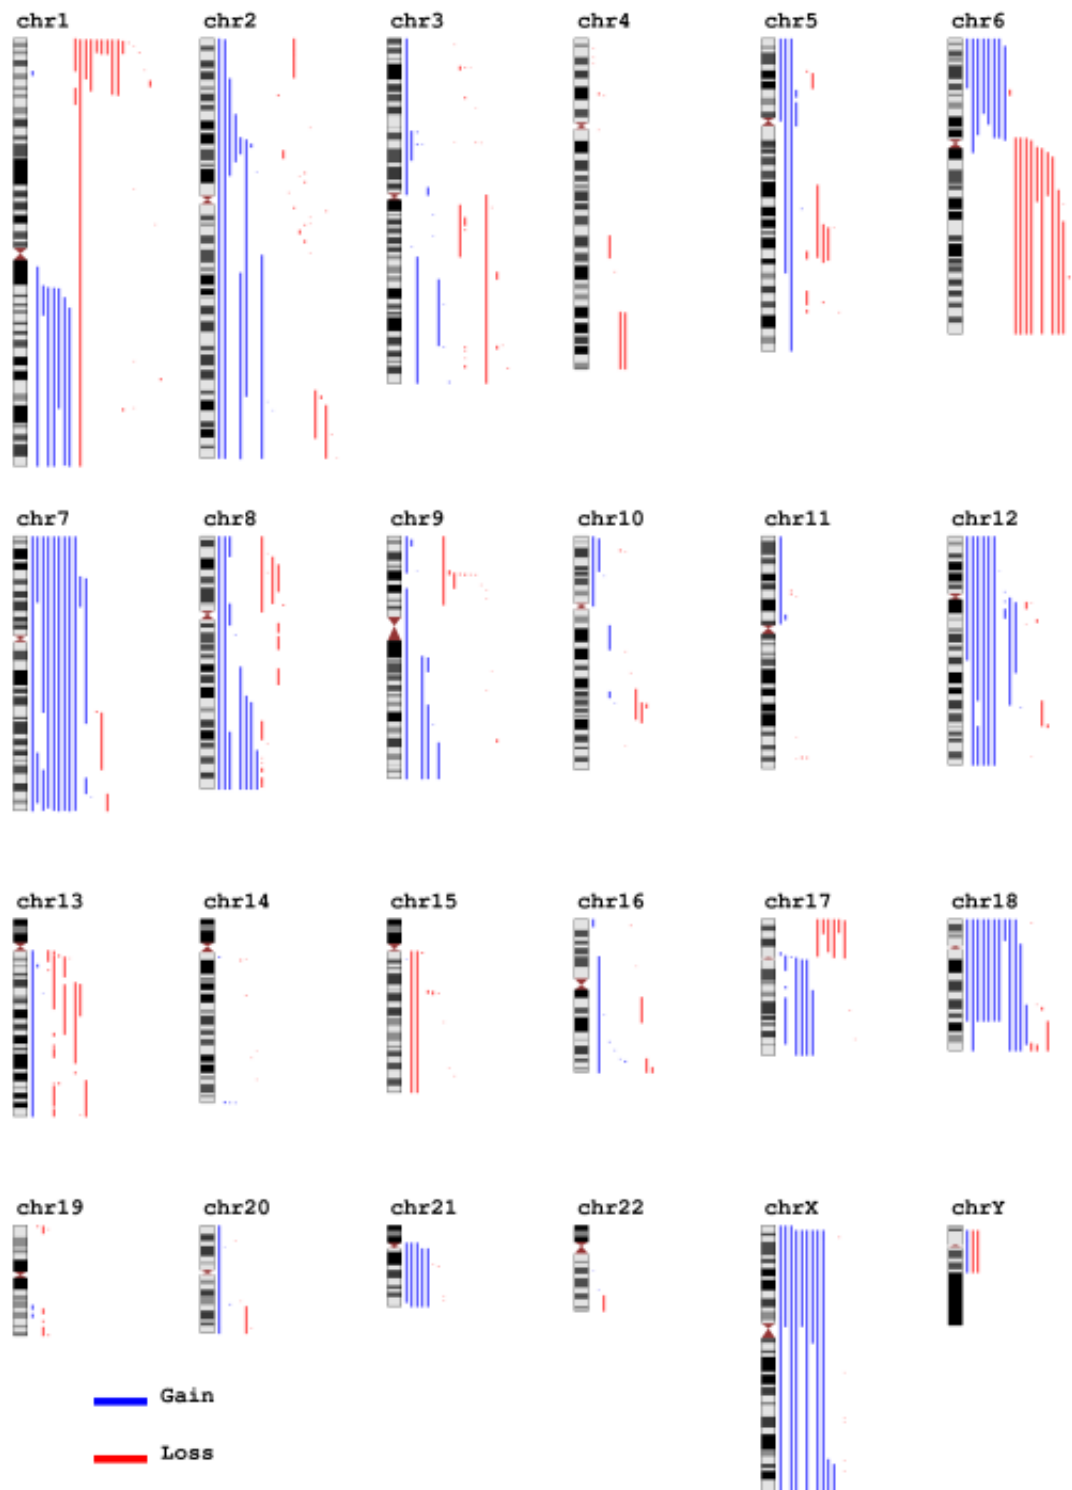 chr1 chr2 chr3 chr4 chr5 chr6
chr7 chr8 chr9 chr10 chr11 chr12
chr13 chr14 chr15 chr16 chr17 chr18
chr19 chr20 chr21 chr22 chrX chrY
Gain
Loss